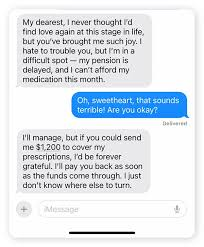 My dearest, I never thought I'd
find love again at this stage in life,
but you've brought me such joy. I
hate to trouble you, but I'm in a
difficult spot — my pension is
delayed, and I can't afford my
medication this month.
Oh, sweetheart, that sounds
terrible! Are you okay?
Delivered
I'll manage, but if you could send
me $1,200 to cover my
prescriptions, I'd be forever
grateful. I'll pay you back as soon
as the funds come through. I just
don't know where else to turn.
iMessage